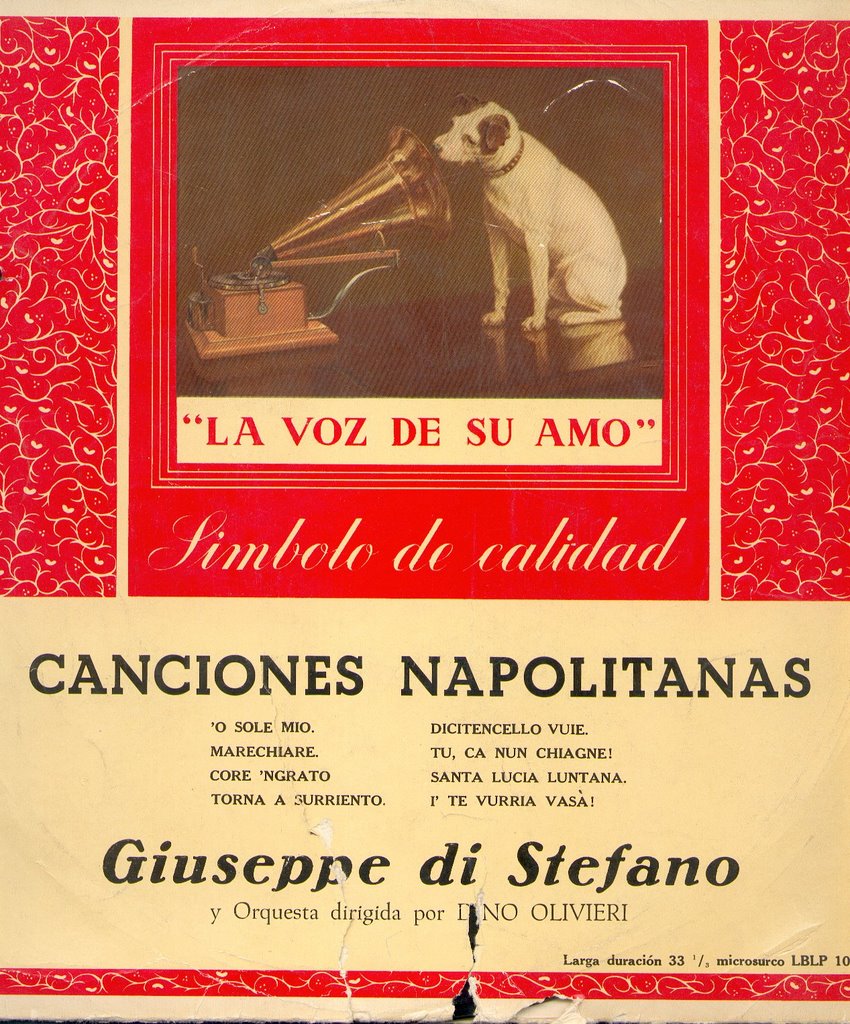 “LA VOZ DE SU AMO”
Símbolo de calidad
CANCIONES NAPOLITANAS
'O SOLE MIO.
MARECHIARE.
CORE 'NGRATO
TORNA A SURRIENTO.
DICITENCELLO VUIE.
TU, CA NUN CHIAGNE!
SANTA LUCIA LUNTANA.
I' TE VURRIA VASÀ!
Giuseppe di Stefano
y Orquesta dirigida por DINO OLIVIERI
Larga duración 33 1/3 microsurco LBLP 10